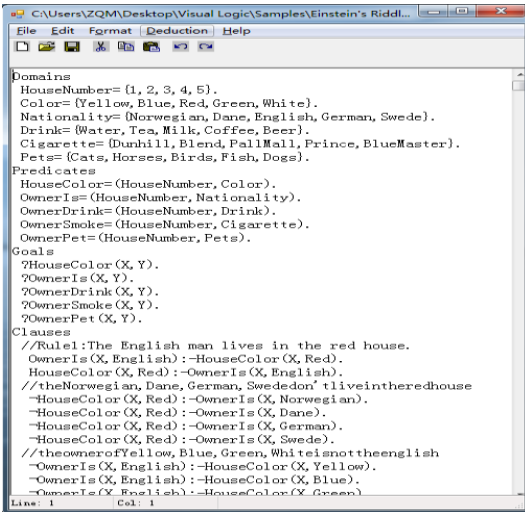 C:\Users\ZQM\Desktop\Visual Logic\Samples\Einstein's Riddl...
File Edit Format Deduction Help
Domains
HouseNumber={1,2,3,4,5}.
Color={Yellow,Blue,Red,Green,White}.
Nationality={Norwegian,Dane,English,German,Swede}.
Drink={Water,Tea,Milk,Coffee,Beer}.
Cigarette={Dunhill,Blend,PallMall,Prince,BlueMaster}.
Pets={Cats,Horses,Birds,Fish,Dogs}.
Predicates
HouseColor=(HouseNumber,Color).
OwnerIs=(HouseNumber,Nationality).
OwnerDrink=(HouseNumber,Drink).
OwnerSmoke=(HouseNumber,Cigarette).
OwnerPet=(HouseNumber,Pets).
Goals
?HouseColor(X,Y).
?OwnerIs(X,Y).
?OwnerDrink(X,Y).
?OwnerSmoke(X,Y).
?OwnerPet(X,Y).
Clauses
//Rule1:The English man lives in the red house.
OwnerIs(X,English):-HouseColor(X,Red).
HouseColor(X,Red):-OwnerIs(X,English).
//theNorwegian,Dane,German,Swededon'tliveintheredhouse
¬HouseColor(X,Red):-OwnerIs(X,Norwegian).
¬HouseColor(X,Red):-OwnerIs(X,Dane).
¬HouseColor(X,Red):-OwnerIs(X,German).
¬HouseColor(X,Red):-OwnerIs(X,Swede).
//theownerofYellow,Blue,Green,Whiteisnottheenglish
¬OwnerIs(X,English):-HouseColor(X,Yellow).
¬OwnerIs(X,English):-HouseColor(X,Blue).
¬OwnerIs(X,English):-HouseColor(X,Green)
Line: 1 Col: 1